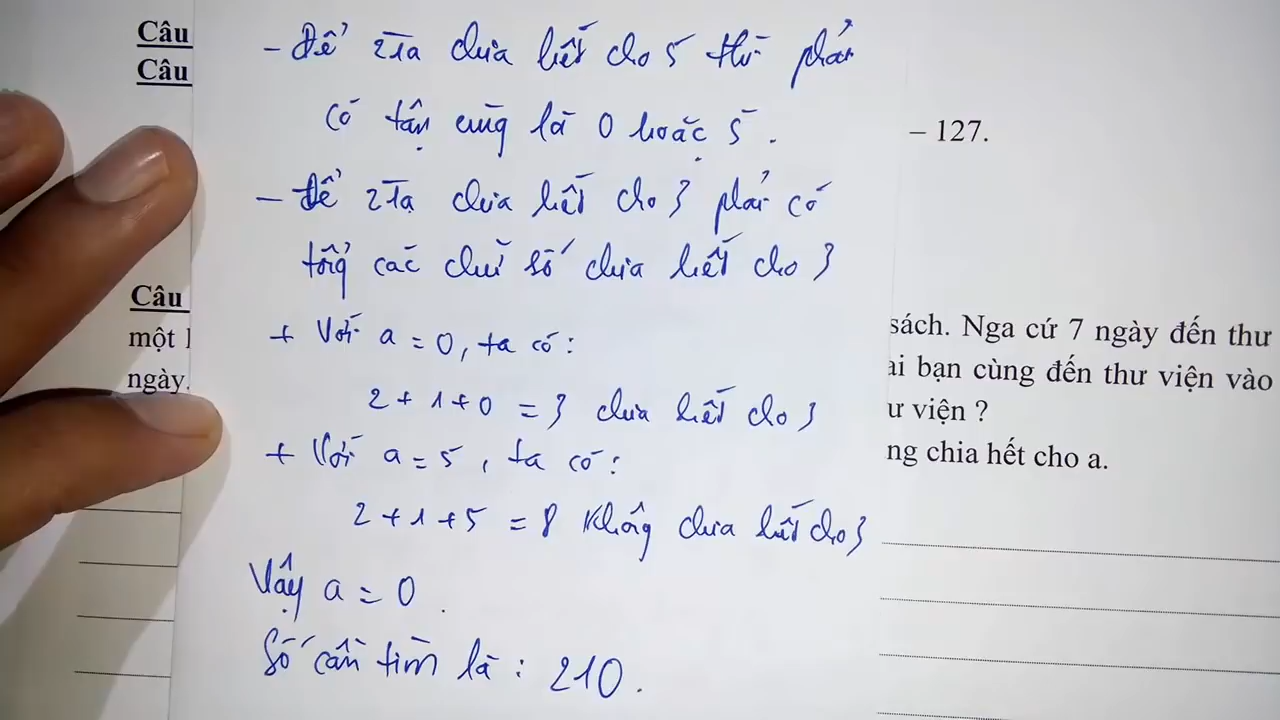 Câu
Câu
– Để 21a chia hết cho 5 thì phải
có tận cùng là 0 hoặc 5.
– 127.
– Để 21a chia hết cho 3 phải có
tổng các chữ số chia hết cho 3
Câu
+ Với a = 0, ta có:
sách. Nga cứ 7 ngày đến thư
một l
ai bạn cùng đến thư viện vào
ngày.
2 + 1 + 0 = 3 chia hết cho 3
ư viện ?
+ Với a = 5, ta có:
ng chia hết cho a.
2 + 1 + 5 = 8 Không chia hết cho 3
Vậy a = 0.
Số cần tìm là : 210.